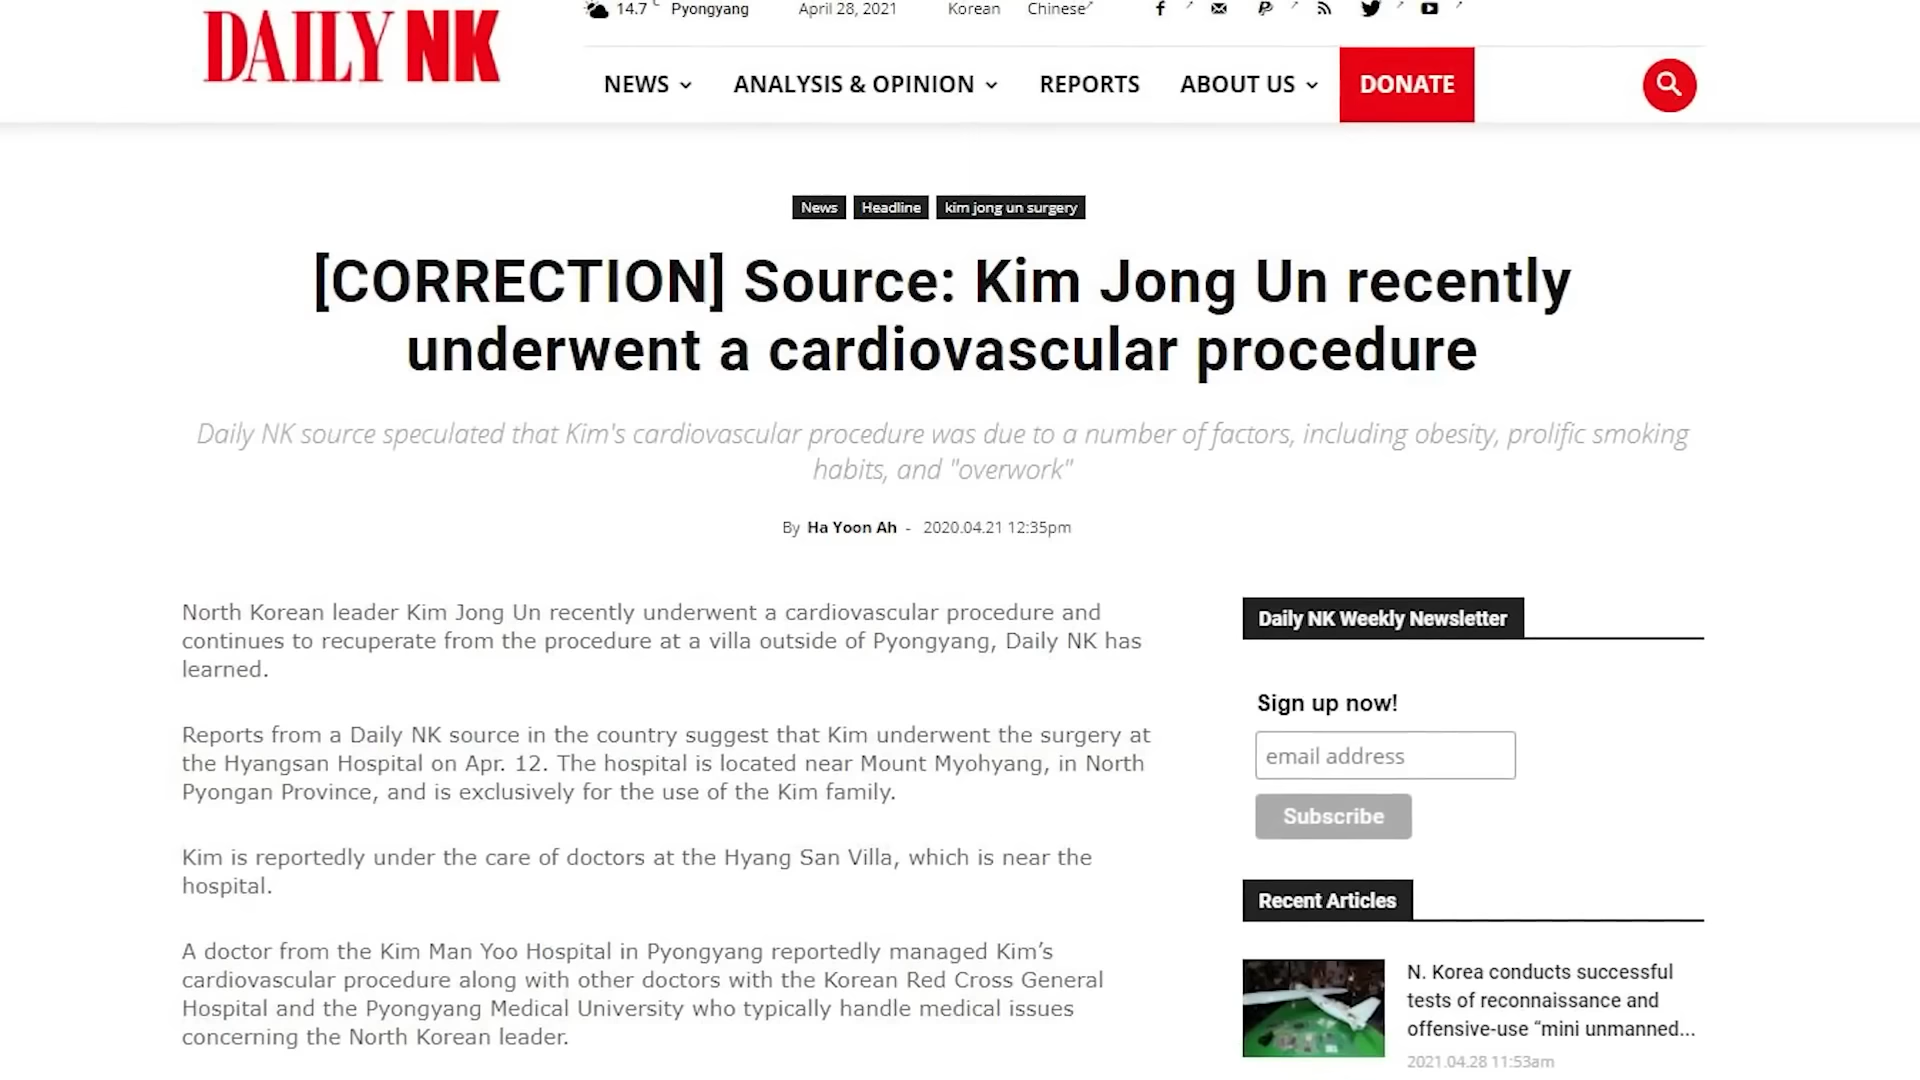 DAILY NK
14.7 C Pyongyang April 28, 2021 Korean Chinese
NEWS ANALYSIS & OPINION REPORTS ABOUT US DONATE
News Headline kim jong un surgery
[CORRECTION] Source: Kim Jong Un recently
underwent a cardiovascular procedure
Daily NK source speculated that Kim's cardiovascular procedure was due to a number of factors, including obesity, prolific smoking
habits, and "overwork"
By Ha Yoon Ah - 2020.04.21 12:35pm
North Korean leader Kim Jong Un recently underwent a cardiovascular procedure and
continues to recuperate from the procedure at a villa outside of Pyongyang, Daily NK has
learned.
Reports from a Daily NK source in the country suggest that Kim underwent the surgery at
the Hyangsan Hospital on Apr. 12. The hospital is located near Mount Myohyang, in North
Pyongan Province, and is exclusively for the use of the Kim family.
Kim is reportedly under the care of doctors at the Hyang San Villa, which is near the
hospital.
A doctor from the Kim Man Yoo Hospital in Pyongyang reportedly managed Kim’s
cardiovascular procedure along with other doctors with the Korean Red Cross General
Hospital and the Pyongyang Medical University who typically handle medical issues
concerning the North Korean leader.
Daily NK Weekly Newsletter
Sign up now!
email address
Subscribe
Recent Articles
N. Korea conducts successful
tests of reconnaissance and
offensive-use “mini unmanned...
2021.04.28 11:53am